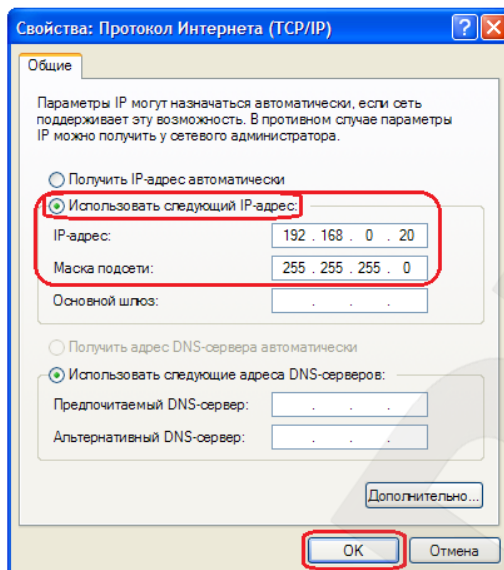 Свойства: Протокол Интернета (TCP/IP)
Общие
Параметры IP могут назначаться автоматически, если сеть
поддерживает эту возможность. В противном случае параметры
IP можно получить у сетевого администратора.
Получить IP-адрес автоматически
Использовать следующий IP-адрес:
IP-адрес: 192 . 168 . 0 . 20
Маска подсети: 255 . 255 . 255 . 0
Основной шлюз: . . .
Получить адрес DNS-сервера автоматически
Использовать следующие адреса DNS-серверов:
Предпочитаемый DNS-сервер: . . .
Альтернативный DNS-сервер: . . .
Дополнительно...
OK Отмена